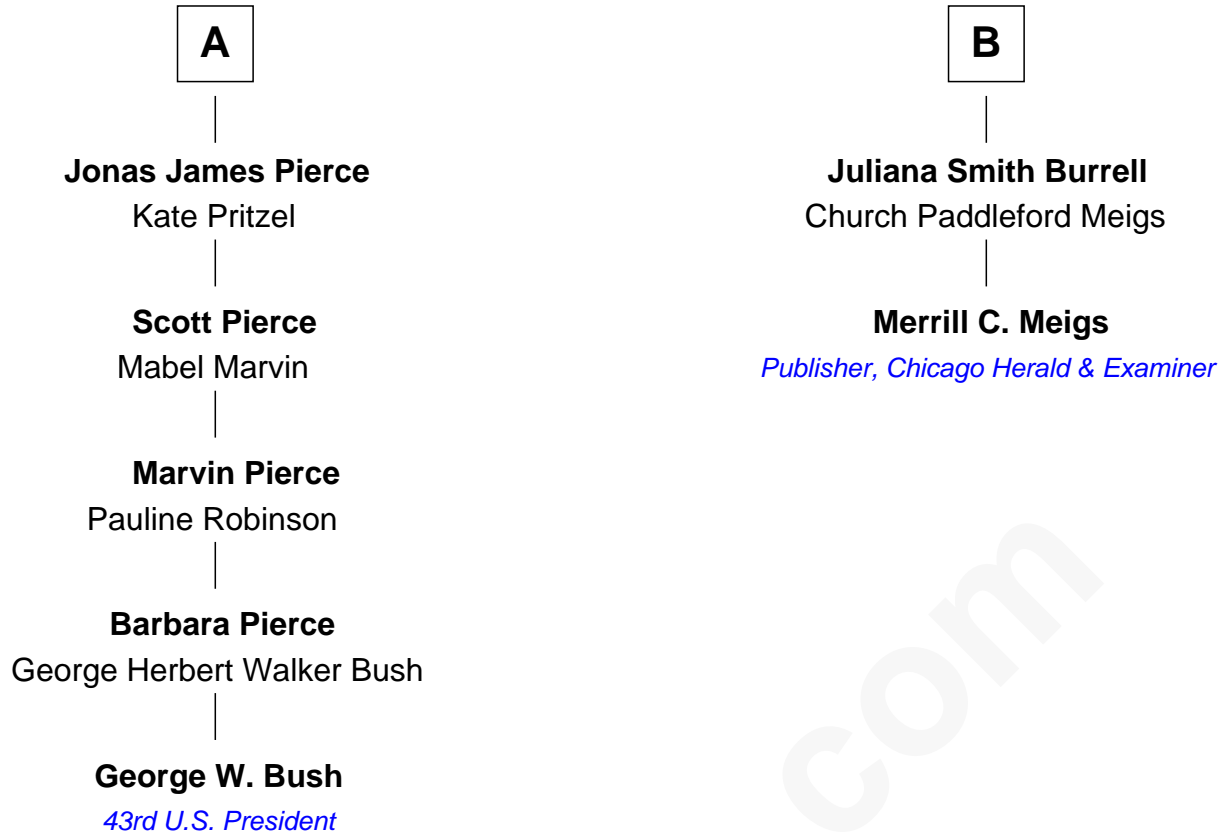 A
Jonas James Pierce
Kate Pritzel
Scott Pierce
Mabel Marvin
Marvin Pierce
Pauline Robinson
Barbara Pierce
George Herbert Walker Bush
George W. Bush
43rd U.S. President
B
Juliana Smith Burrell
Church Paddleford Meigs
Merrill C. Meigs
Publisher, Chicago Herald & Examiner
com